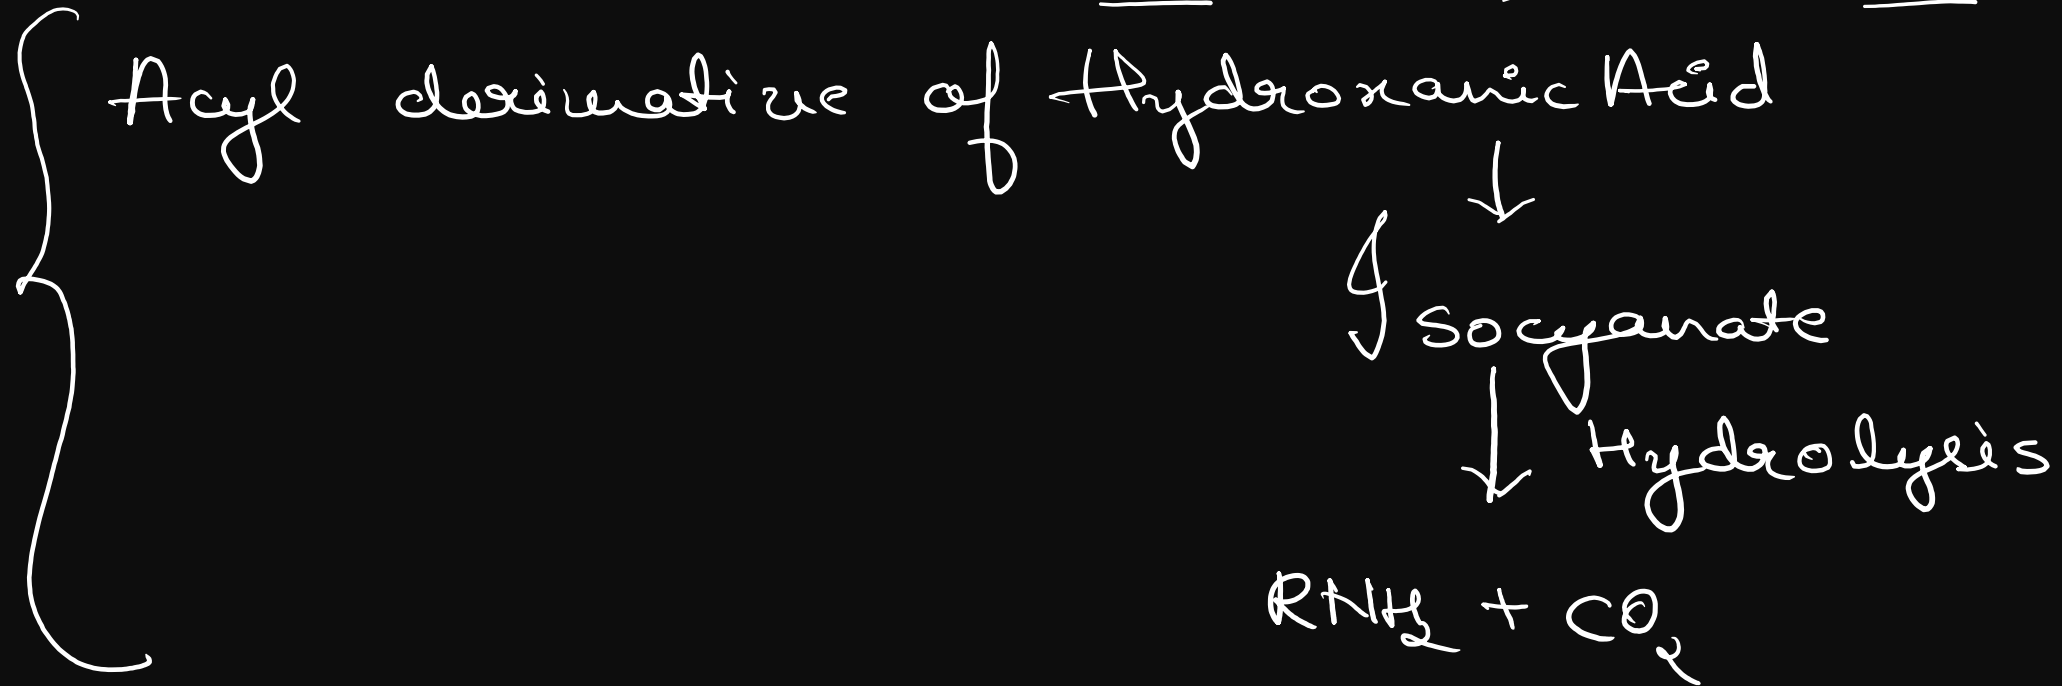 Acyl derivative of Hydroxamic Acid
↓
Isocyanate
↓ Hydrolysis
RNH₂ + CO₂